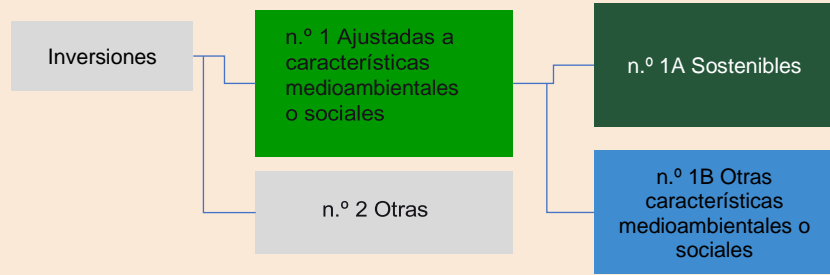 Inversiones
n.º 1 Ajustadas a
características
medioambientales
o sociales
n.º 2 Otras
n.º 1A Sostenibles
n.º 1B Otras
características
medioambientales o
sociales